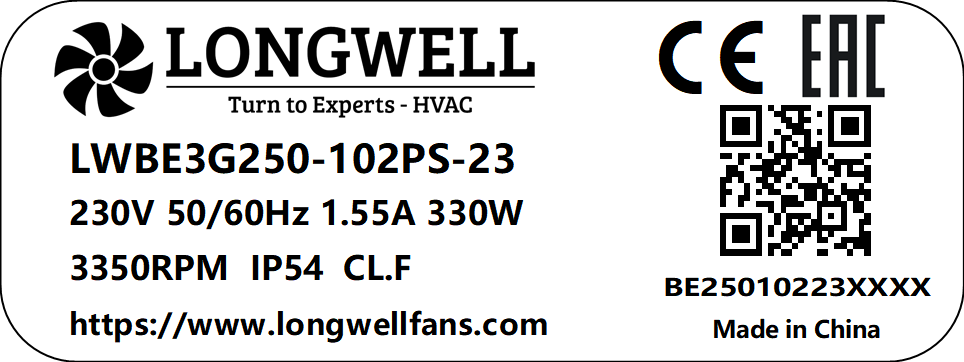 LONGWELL
Turn to Experts - HVAC
LWBE3G250-102PS-23
230V 50/60Hz 1.55A 330W
3350RPM IP54 CL.F
https://www.longwellfans.com
CE EAC
BE25010223XXXX
Made in China